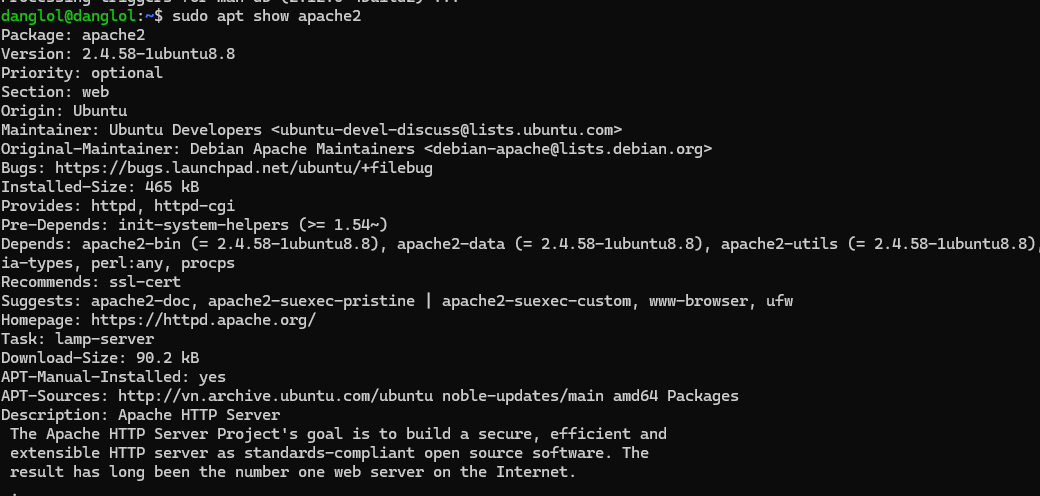 danglol@danglol:~$ sudo apt show apache2
Package: apache2
Version: 2.4.58-1ubuntu8.8
Priority: optional
Section: web
Origin: Ubuntu
Maintainer: Ubuntu Developers <ubuntu-devel-discuss@lists.ubuntu.com>
Original-Maintainer: Debian Apache Maintainers <debian-apache@lists.debian.org>
Bugs: https://bugs.launchpad.net/ubuntu/+filebug
Installed-Size: 465 kB
Provides: httpd, httpd-cgi
Pre-Depends: init-system-helpers (>= 1.54~)
Depends: apache2-bin (= 2.4.58-1ubuntu8.8), apache2-data (= 2.4.58-1ubuntu8.8), apache2-utils (= 2.4.58-1ubuntu8.8),
ia-types, perl:any, procps
Recommends: ssl-cert
Suggests: apache2-doc, apache2-suexec-pristine | apache2-suexec-custom, www-browser, ufw
Homepage: https://httpd.apache.org/
Task: lamp-server
Download-Size: 90.2 kB
APT-Manual-Installed: yes
APT-Sources: http://vn.archive.ubuntu.com/ubuntu noble-updates/main amd64 Packages
Description: Apache HTTP Server
The Apache HTTP Server Project's goal is to build a secure, efficient and
extensible HTTP server as standards-compliant open source software. The
result has long been the number one web server on the Internet.